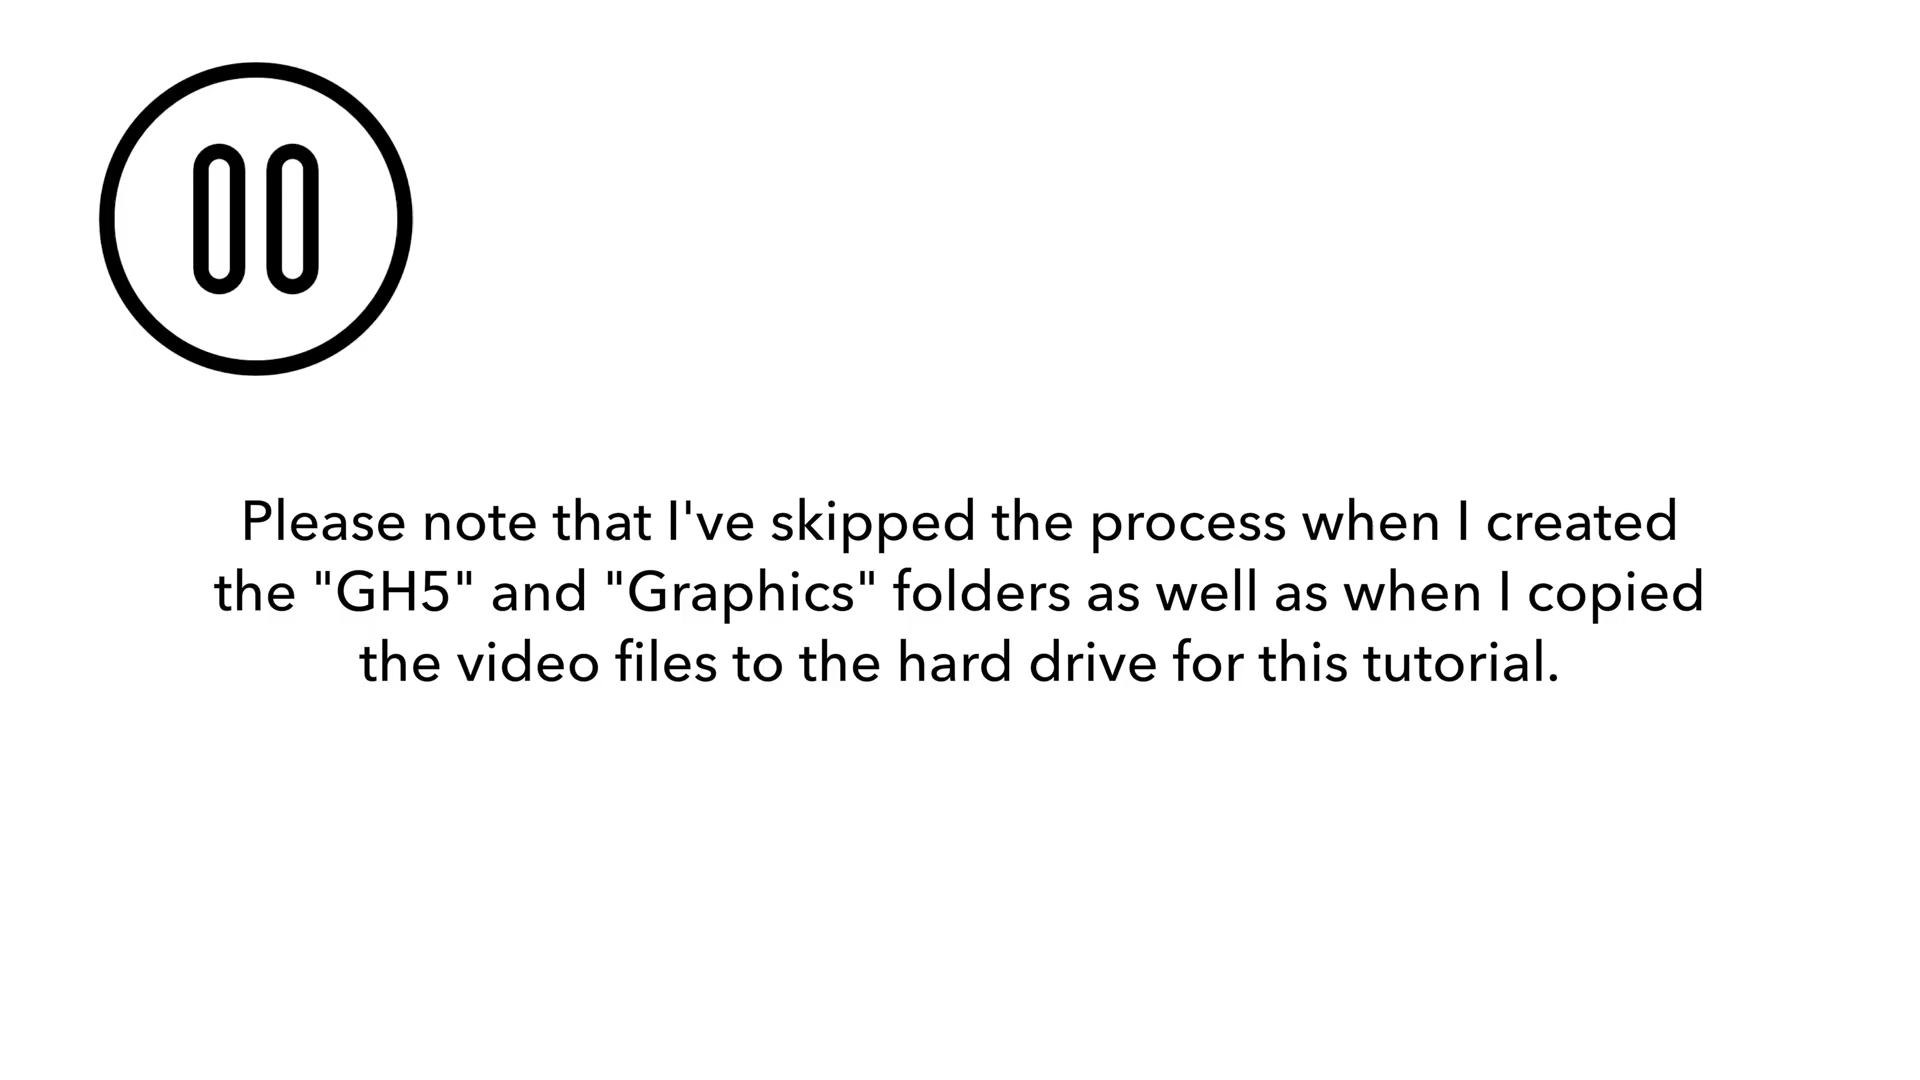 Please note that I've skipped the process when I created
the "GH5" and "Graphics" folders as well as when I copied
the video files to the hard drive for this tutorial.